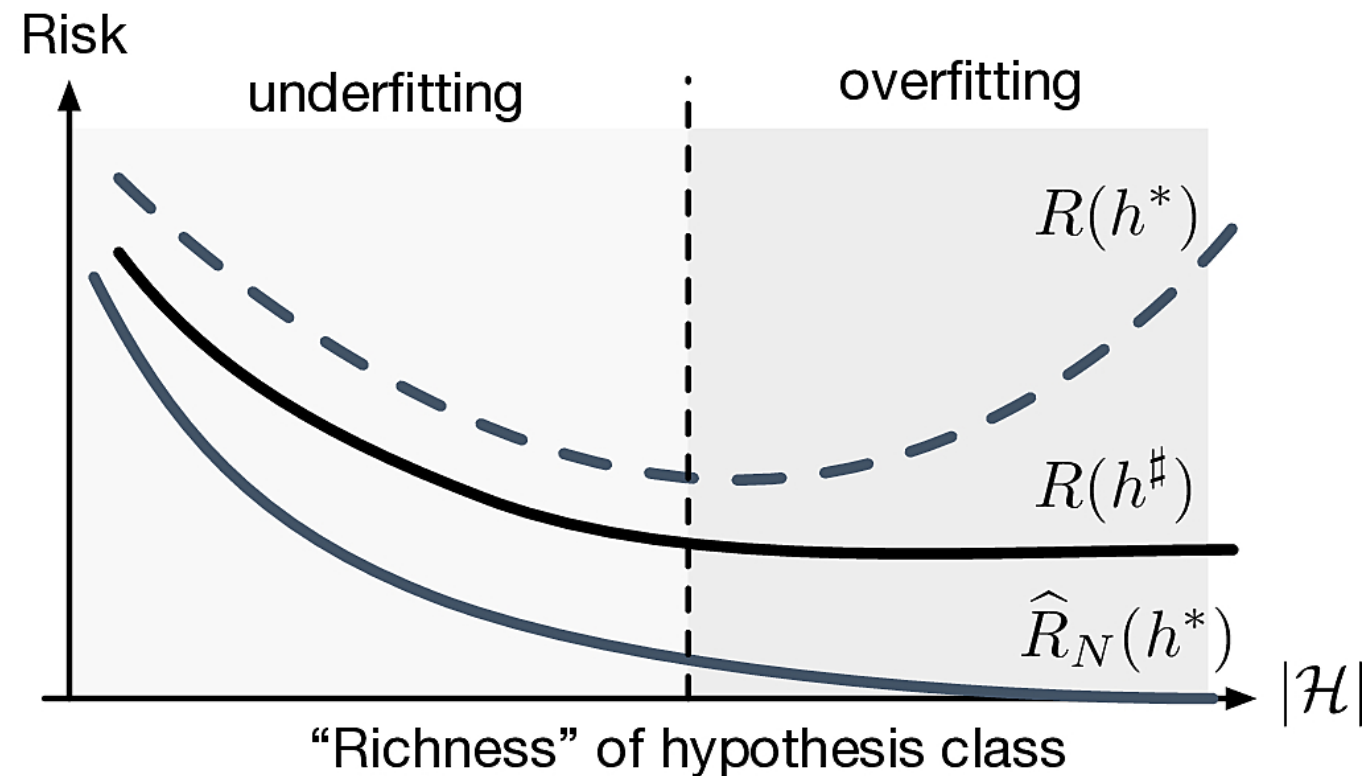 Risk
underfitting
overfitting
R(h*)
R(h♯)
R̂_N(h*)
|ℋ|
“Richness” of hypothesis class